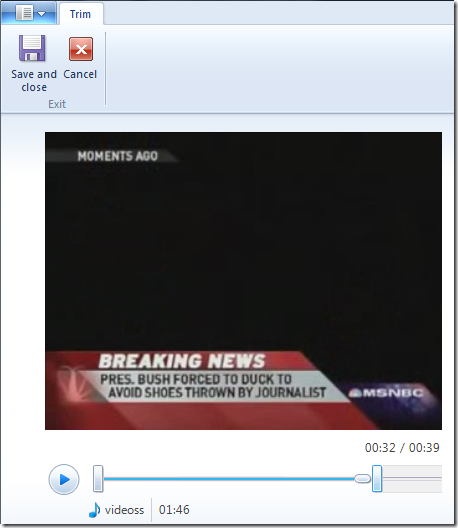 Trim
Save and close
Cancel
Exit
MOMENTS AGO
BREAKING NEWS
PRES. BUSH FORCED TO DUCK TO
AVOID SHOES THROWN BY JOURNALIST
MSNBC
00:32 / 00:39
videoss
01:46